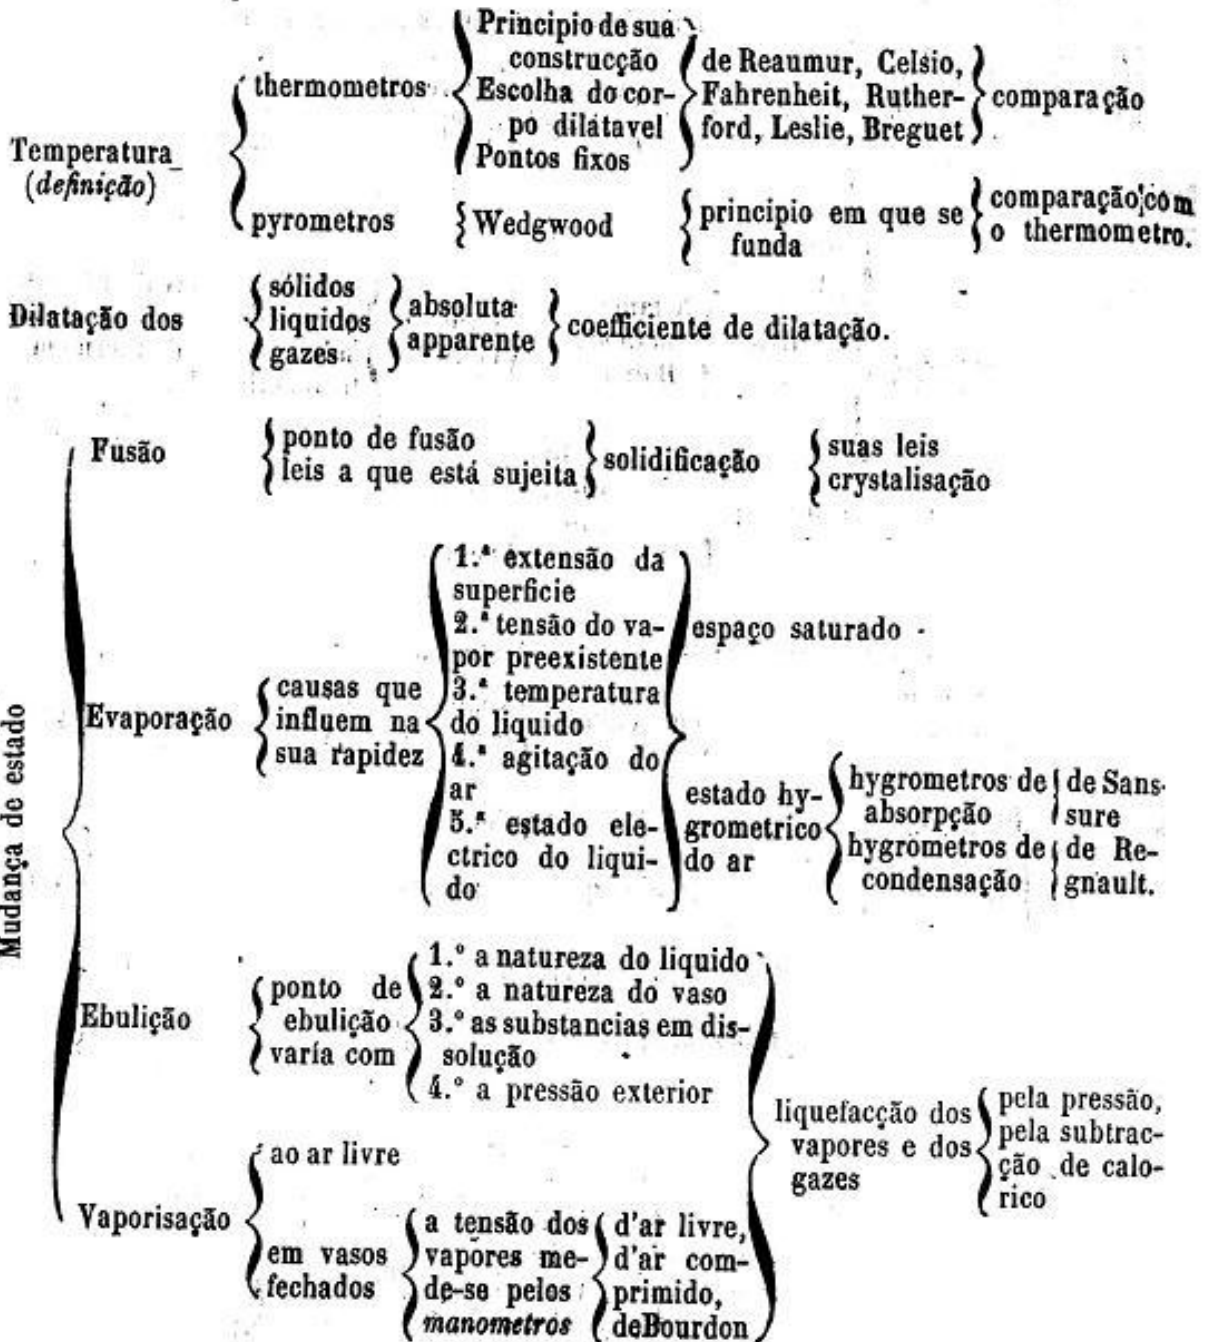 Temperatura
(definição)
thermometros
Principio de sua
construcção
Escolha do cor-
po dilatavel
Pontos fixos
de Reaumur, Celsio,
Fahrenheit, Ruther-
ford, Leslie, Breguet
comparação
pyrometros
Wedgwood
principio em que se
funda
comparação com
o thermometro.
Dilatação dos
sólidos
liquidos
gazes
absoluta
apparente
coefficiente de dilatação.
Mudança de estado
Fusão
ponto de fusão
leis a que está sujeita
solidificação
suas leis
crystalisação
Evaporação
causas que
influem na
sua rapidez
1.ª extensão da
superficie
2.ª tensão do va-
por preexistente
3.ª temperatura
do liquido
4.ª agitação do
ar
5.ª estado ele-
ctrico do liqui-
do
espaço saturado
estado hy-
grometrico
do ar
hygrometros de
absorpção
de Sans-
sure
hygrometros de
condensação
de Re-
gnault.
Ebulição
ponto de
ebulição
varía com
1.º a natureza do liquido
2.º a natureza do vaso
3.º as substancias em dis-
solução
4.º a pressão exterior
Vaporisação
ao ar livre
em vasos
fechados
a tensão dos
vapores me-
de-se pelos
manometros
d'ar livre,
d'ar com-
primido,
deBourdon
liquefacção dos
vapores e dos
gazes
pela pressão,
pela subtrac-
ção de calo-
rico